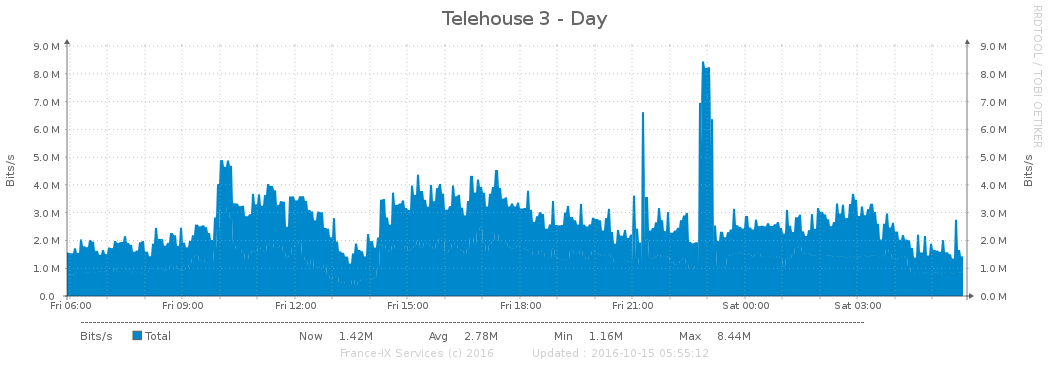 Telehouse 3 - Day
RRDTOOL / TOBI OETIKER
Bits/s
Bits/s
9.0 M 9.0 M
8.0 M 8.0 M
7.0 M 7.0 M
6.0 M 6.0 M
5.0 M 5.0 M
4.0 M 4.0 M
3.0 M 3.0 M
2.0 M 2.0 M
1.0 M 1.0 M
0.0 0.0 M
Fri 06:00 Fri 09:00 Fri 12:00 Fri 15:00 Fri 18:00 Fri 21:00 Sat 00:00 Sat 03:00
Bits/s Total Now 1.42M Avg 2.78M Min 1.16M Max 8.44M
France-IX Services (c) 2016 Updated : 2016-10-15 05:55:12